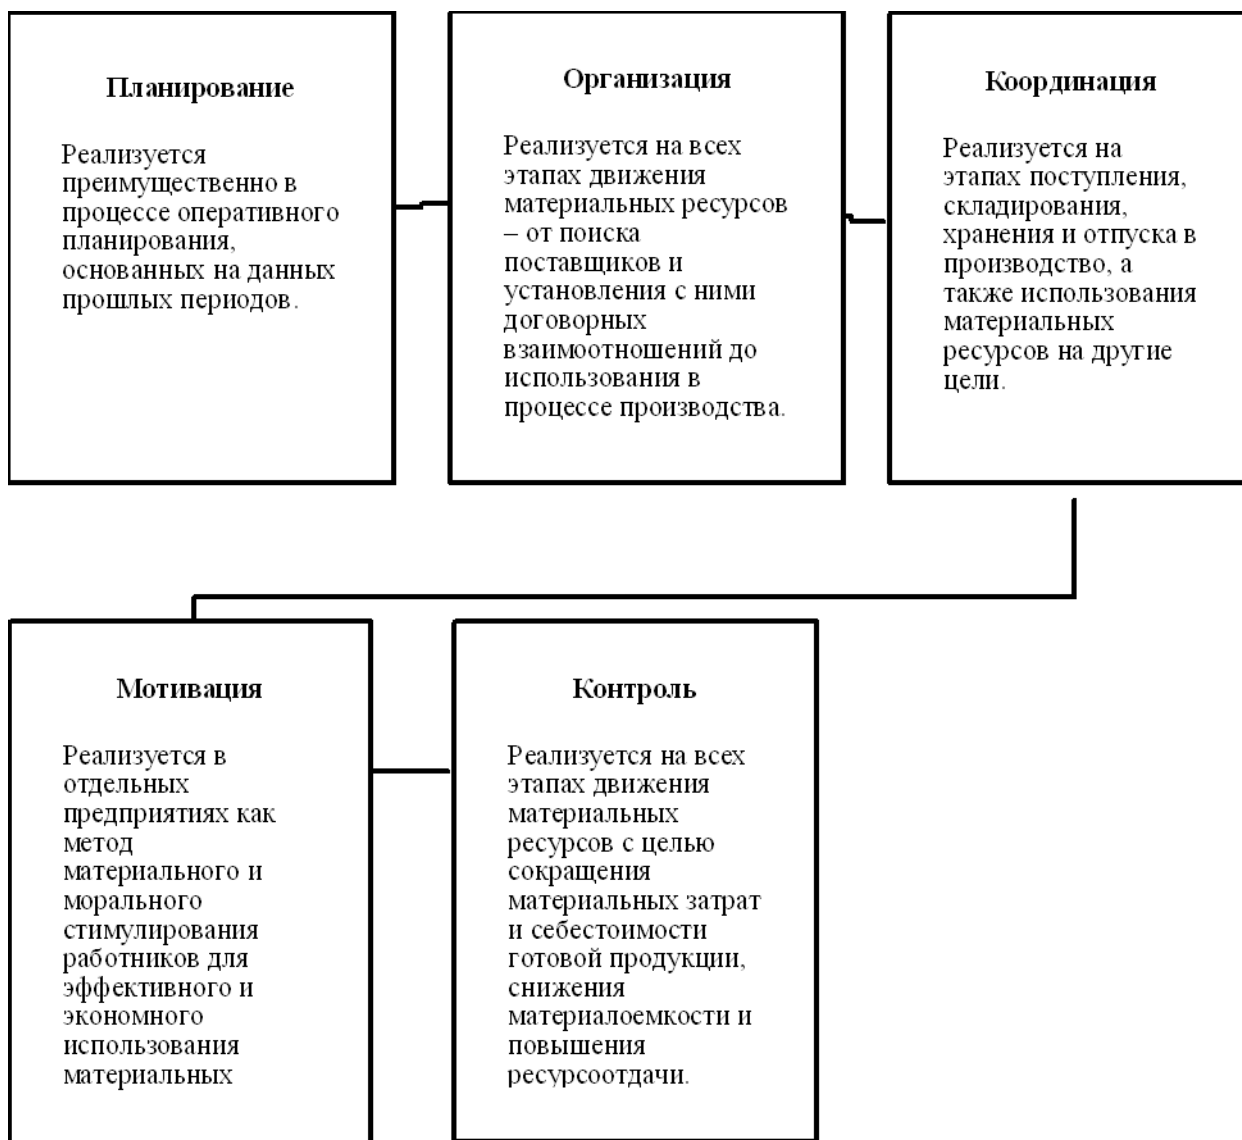 Планирование
Реализуется
преимущественно в
процессе оперативного
планирования,
основанных на данных
прошлых периодов.
Организация
Реализуется на всех
этапах движения
материальных ресурсов
– от поиска
поставщиков и
установления с ними
договорных
взаимоотношений до
использования в
процессе производства.
Координация
Реализуется на
этапах поступления,
складирования,
хранения и отпуска в
производство, а
также использования
материальных
ресурсов на другие
цели.
Мотивация
Реализуется в
отдельных
предприятиях как
метод
материального и
морального
стимулирования
работников для
эффективного и
экономного
использования
материальных
Контроль
Реализуется на всех
этапах движения
материальных
ресурсов с целью
сокращения
материальных затрат
и себестоимости
готовой продукции,
снижения
материалоемкости и
повышения
ресурсоотдачи.